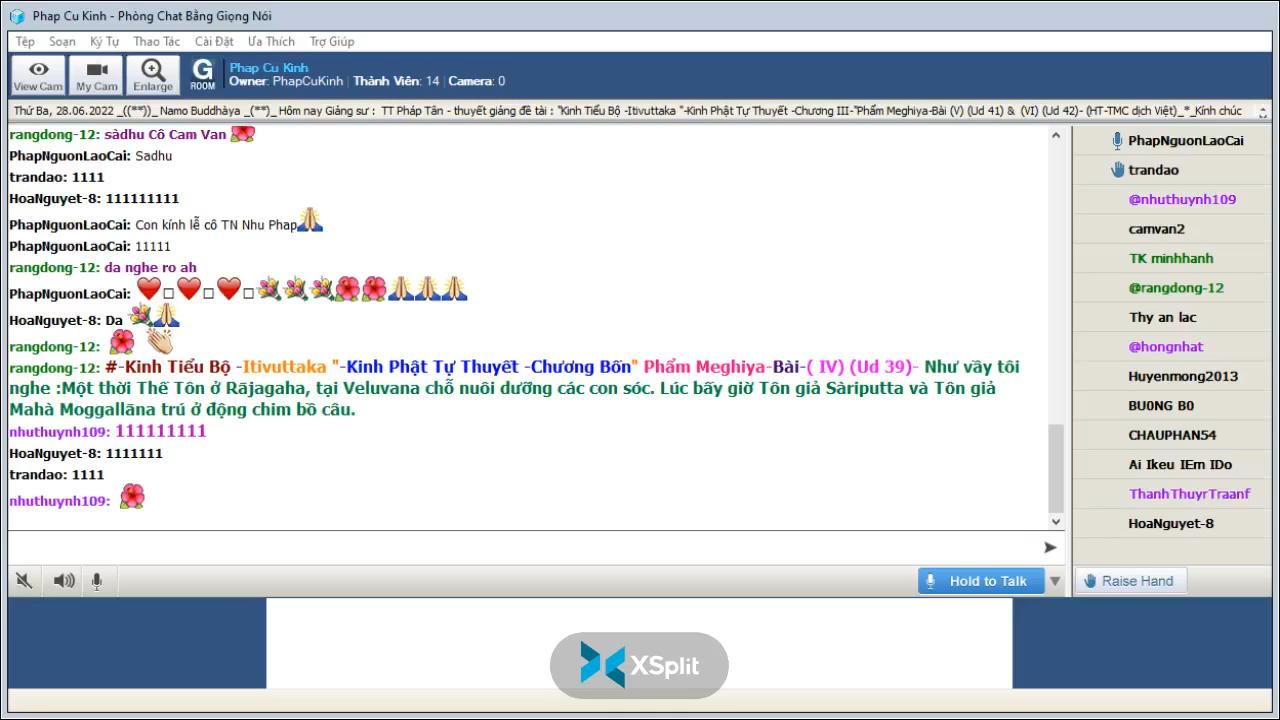 Phap Cu Kinh - Phòng Chat Bằng Giọng Nói
Tệp Soạn Ký Tự Thao Tác Cài Đặt Ưa Thích Trợ Giúp
View Cam My Cam Enlarge G ROOM
Phap Cu Kinh
Owner: PhapCuKinh | Thành Viên: 14 | Camera: 0
Thứ Ba, 28.06.2022 _((**))_ Namo Buddhàya _(**)_ Hôm nay Giảng sư : TT Pháp Tân - thuyết giảng đề tài : "Kinh Tiểu Bộ -Itivuttaka "-Kinh Phật Tự Thuyết -Chương III-"Phẩm Meghiya-Bài (V) (Ud 41) & (VI) (Ud 42)- (HT-TMC dịch Việt)_*_Kính chúc
rangdong-12: sàdhu Cô Cam Van
PhapNguonLaoCai: Sadhu
trandao: 1111
HoaNguyet-8: 111111111
PhapNguonLaoCai: Con kính lễ cô TN Nhu Phap
PhapNguonLaoCai: 11111
rangdong-12: da nghe ro ah
PhapNguonLaoCai:
HoaNguyet-8: Da
rangdong-12:
rangdong-12: #-Kinh Tiểu Bộ -Itivuttaka "-Kinh Phật Tự Thuyết -Chương Bốn" Phẩm Meghiya-Bài-( IV) (Ud 39)- Như vầy tôi
nghe :Một thời Thế Tôn ở Rājagaha, tại Veluvana chỗ nuôi dưỡng các con sóc. Lúc bấy giờ Tôn giả Sàriputta và Tôn giả
Mahà Moggallāna trú ở động chim bồ câu.
nhuthuynh109: 111111111
HoaNguyet-8: 1111111
trandao: 1111
nhuthuynh109:
PhapNguonLaoCai
trandao
@nhuthuynh109
camvan2
TK minhhanh
@rangdong-12
Thy an lac
@hongnhat
Huyenmong2013
BU0NG B0
CHAUPHAN54
Ai Ikeu IEm IDo
ThanhThuyrTraanf
HoaNguyet-8
Hold to Talk
Raise Hand
XSplit